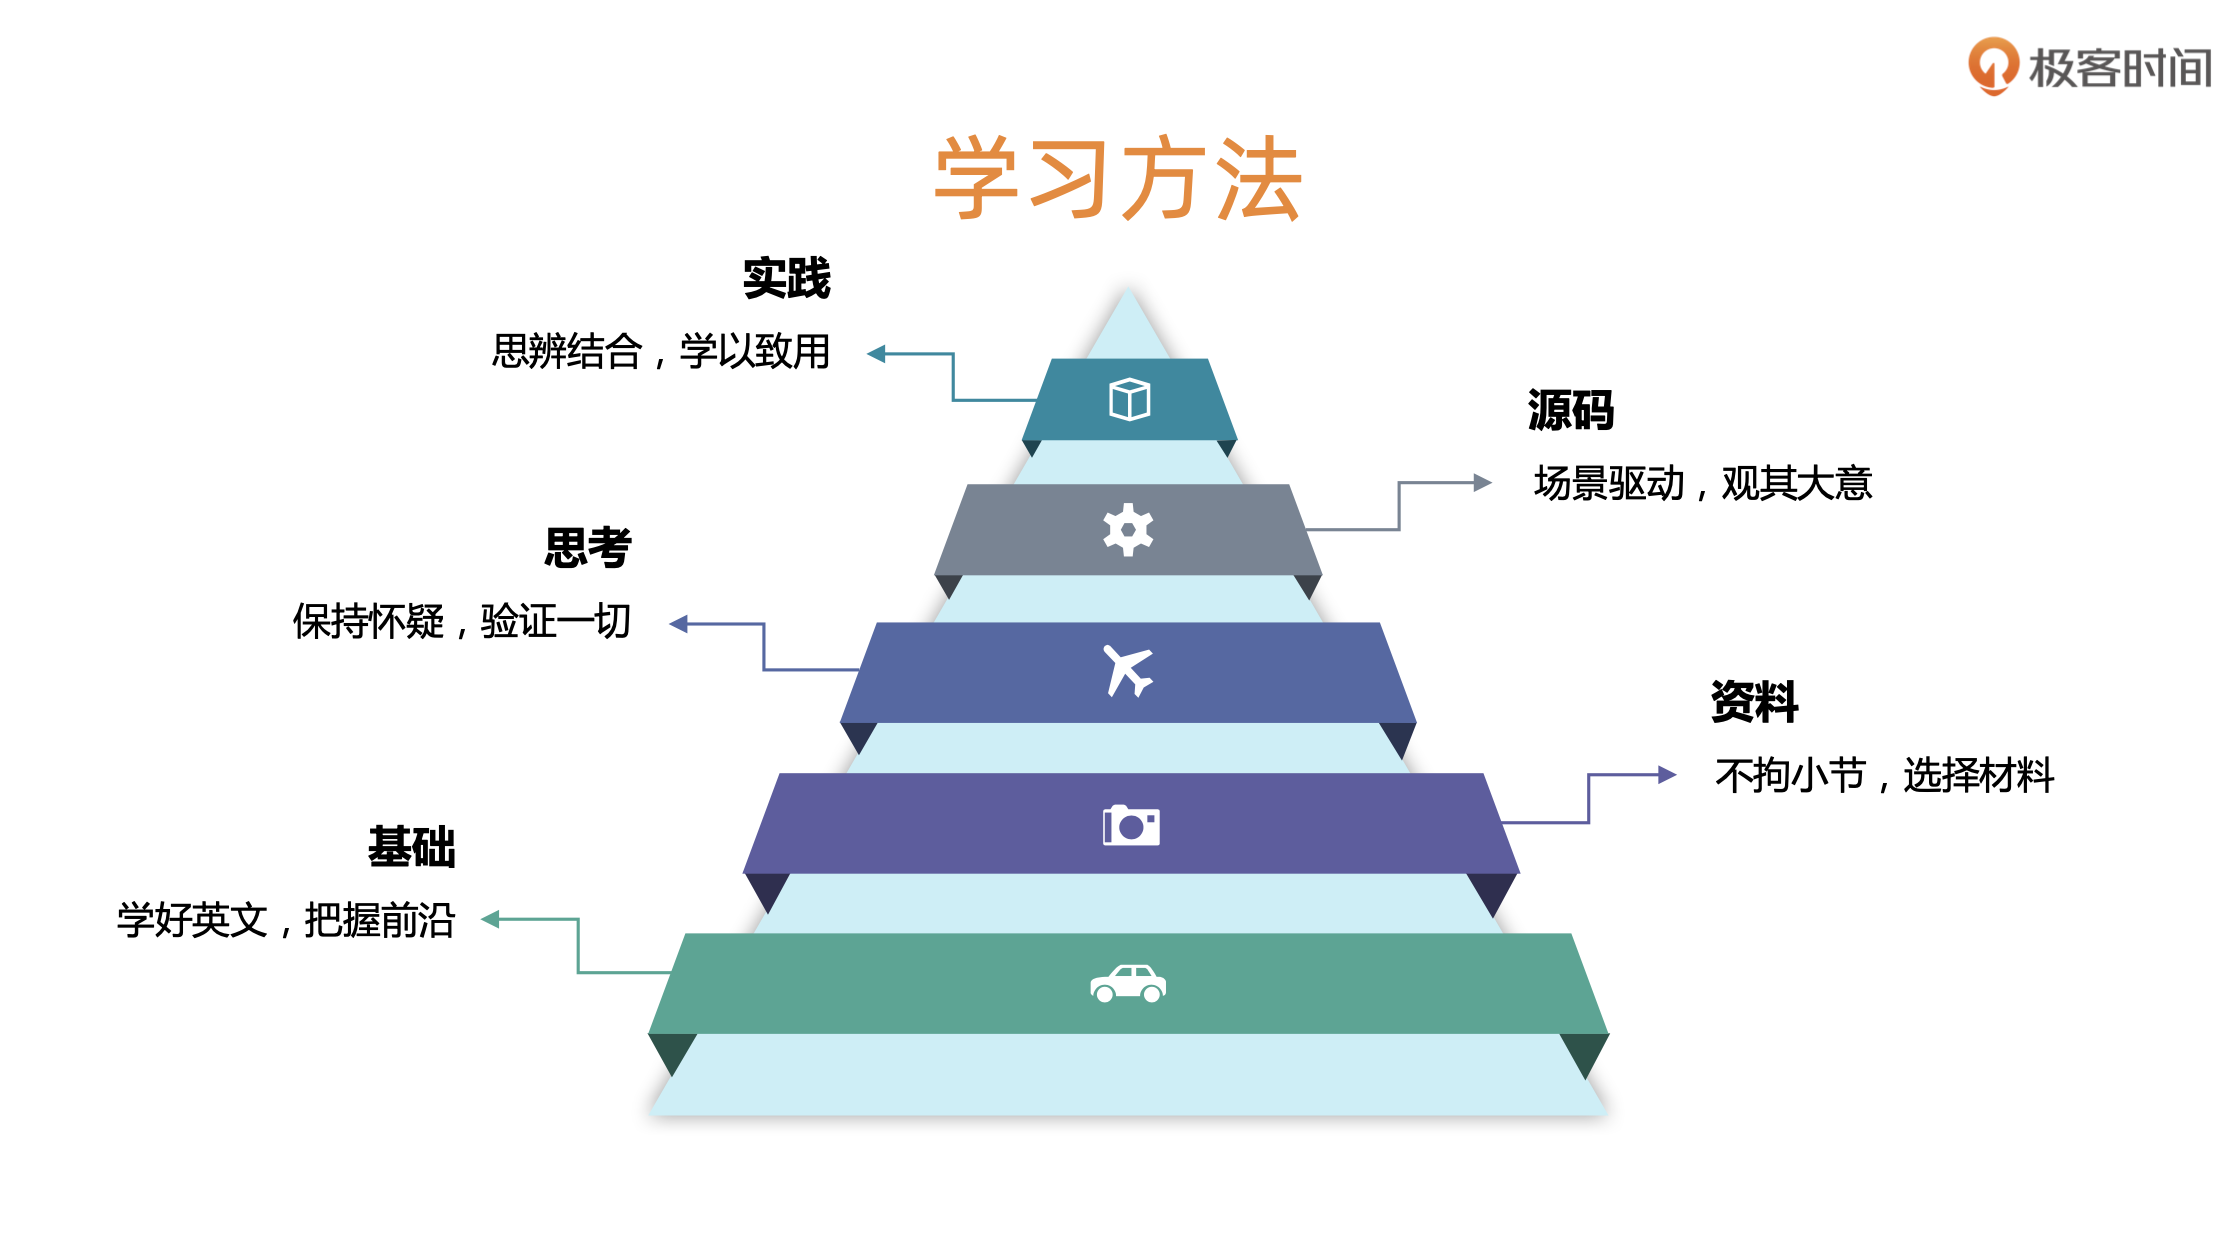 极客时间
学习方法
实践
思辨结合，学以致用
源码
场景驱动，观其大意
思考
保持怀疑，验证一切
资料
不拘小节，选择材料
基础
学好英文，把握前沿